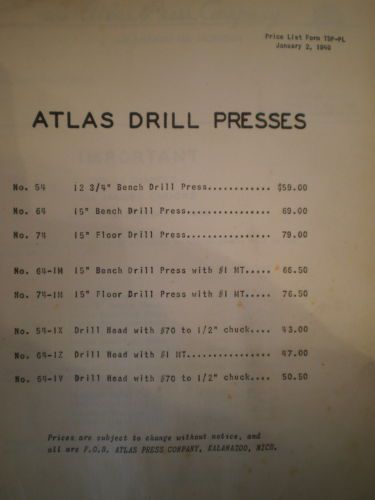 Price List Form TDP-PL
January 2, 1948
ATLAS DRILL PRESSES
No. 54 12 3/4" Bench Drill Press............. $59.00
No. 64 15" Bench Drill Press................. 69.00
No. 74 15" Floor Drill Press................. 79.00
No. 64-1M 15" Bench Drill Press with #1 MT..... 66.50
No. 74-1M 15" Floor Drill Press with #1 MT..... 76.50
No. 54-1X Drill Head with #70 to 1/2" chuck.... 43.00
No. 64-1Z Drill Head with #1 MT................ 47.00
No. 64-1V Drill Head with #70 to 1/2" chuck.... 50.50
Prices are subject to change without notice, and
all are F.O.B. ATLAS PRESS COMPANY, KALAMAZOO, MICH.